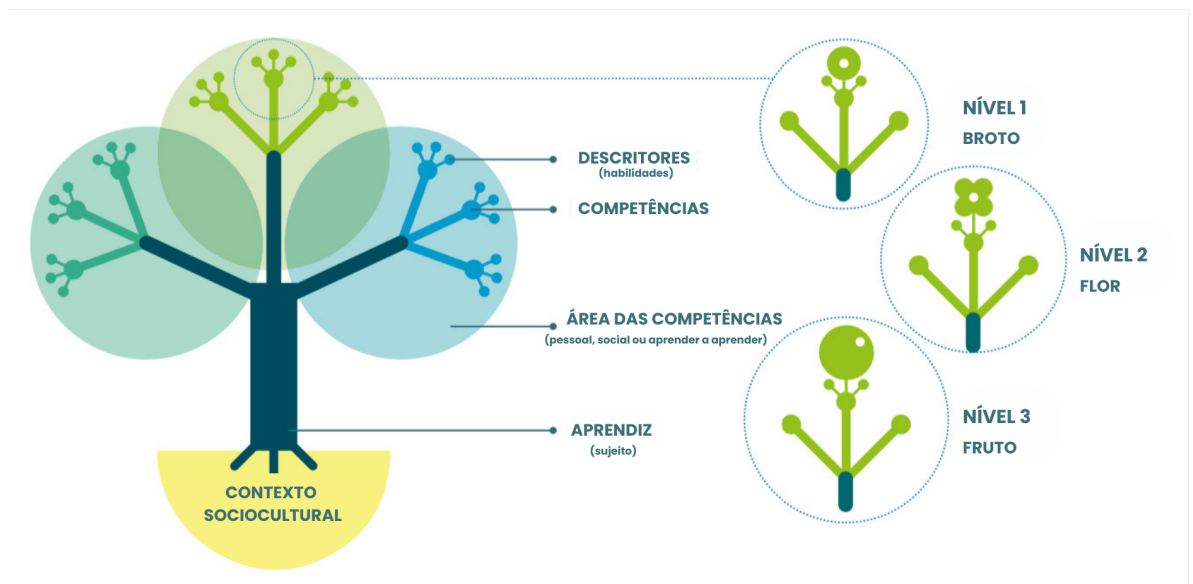 DESCRITORES
(habilidades)
COMPETÊNCIAS
ÁREA DAS COMPETÊNCIAS
(pessoal, social ou aprender a aprender)
APRENDIZ
(sujeito)
CONTEXTO
SOCIOCULTURAL
NÍVEL 1
BROTO
NÍVEL 2
FLOR
NÍVEL 3
FRUTO